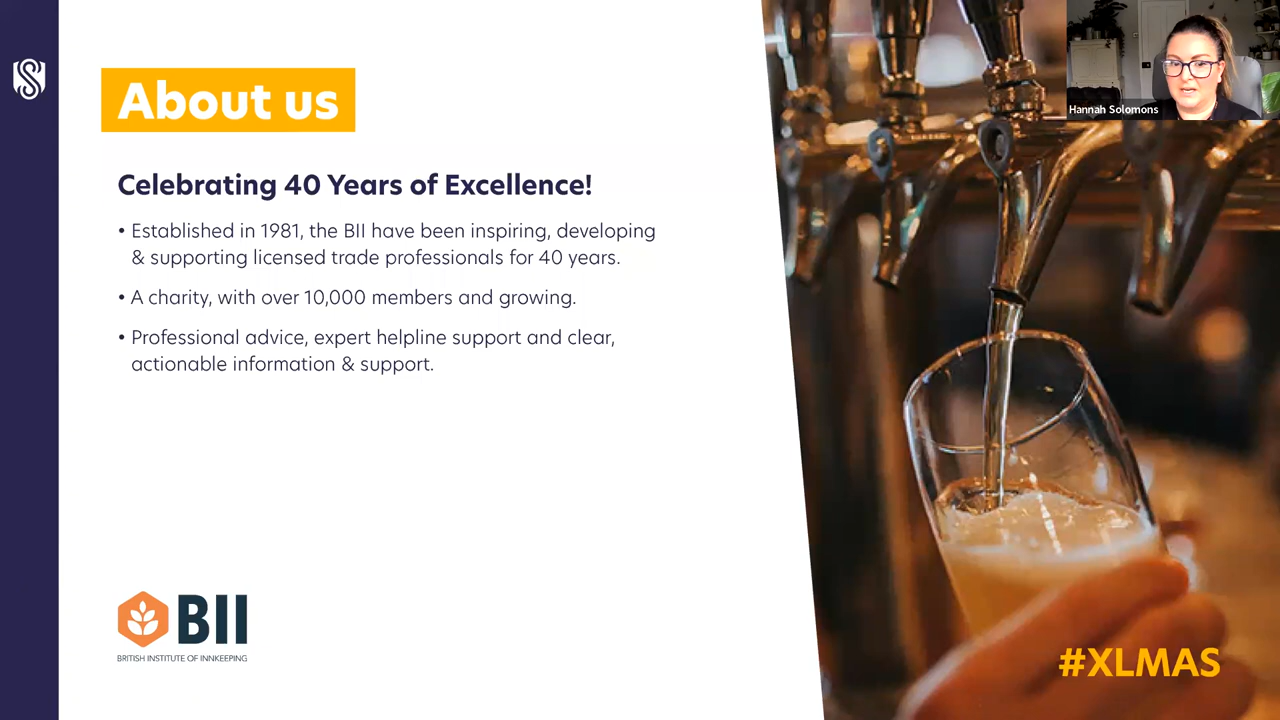 About us
Celebrating 40 Years of Excellence!
• Established in 1981, the BII have been inspiring, developing
& supporting licensed trade professionals for 40 years.
• A charity, with over 10,000 members and growing.
• Professional advice, expert helpline support and clear,
actionable information & support.
BII
BRITISH INSTITUTE OF INNKEEPING
Hannah Solomons
#XLMAS